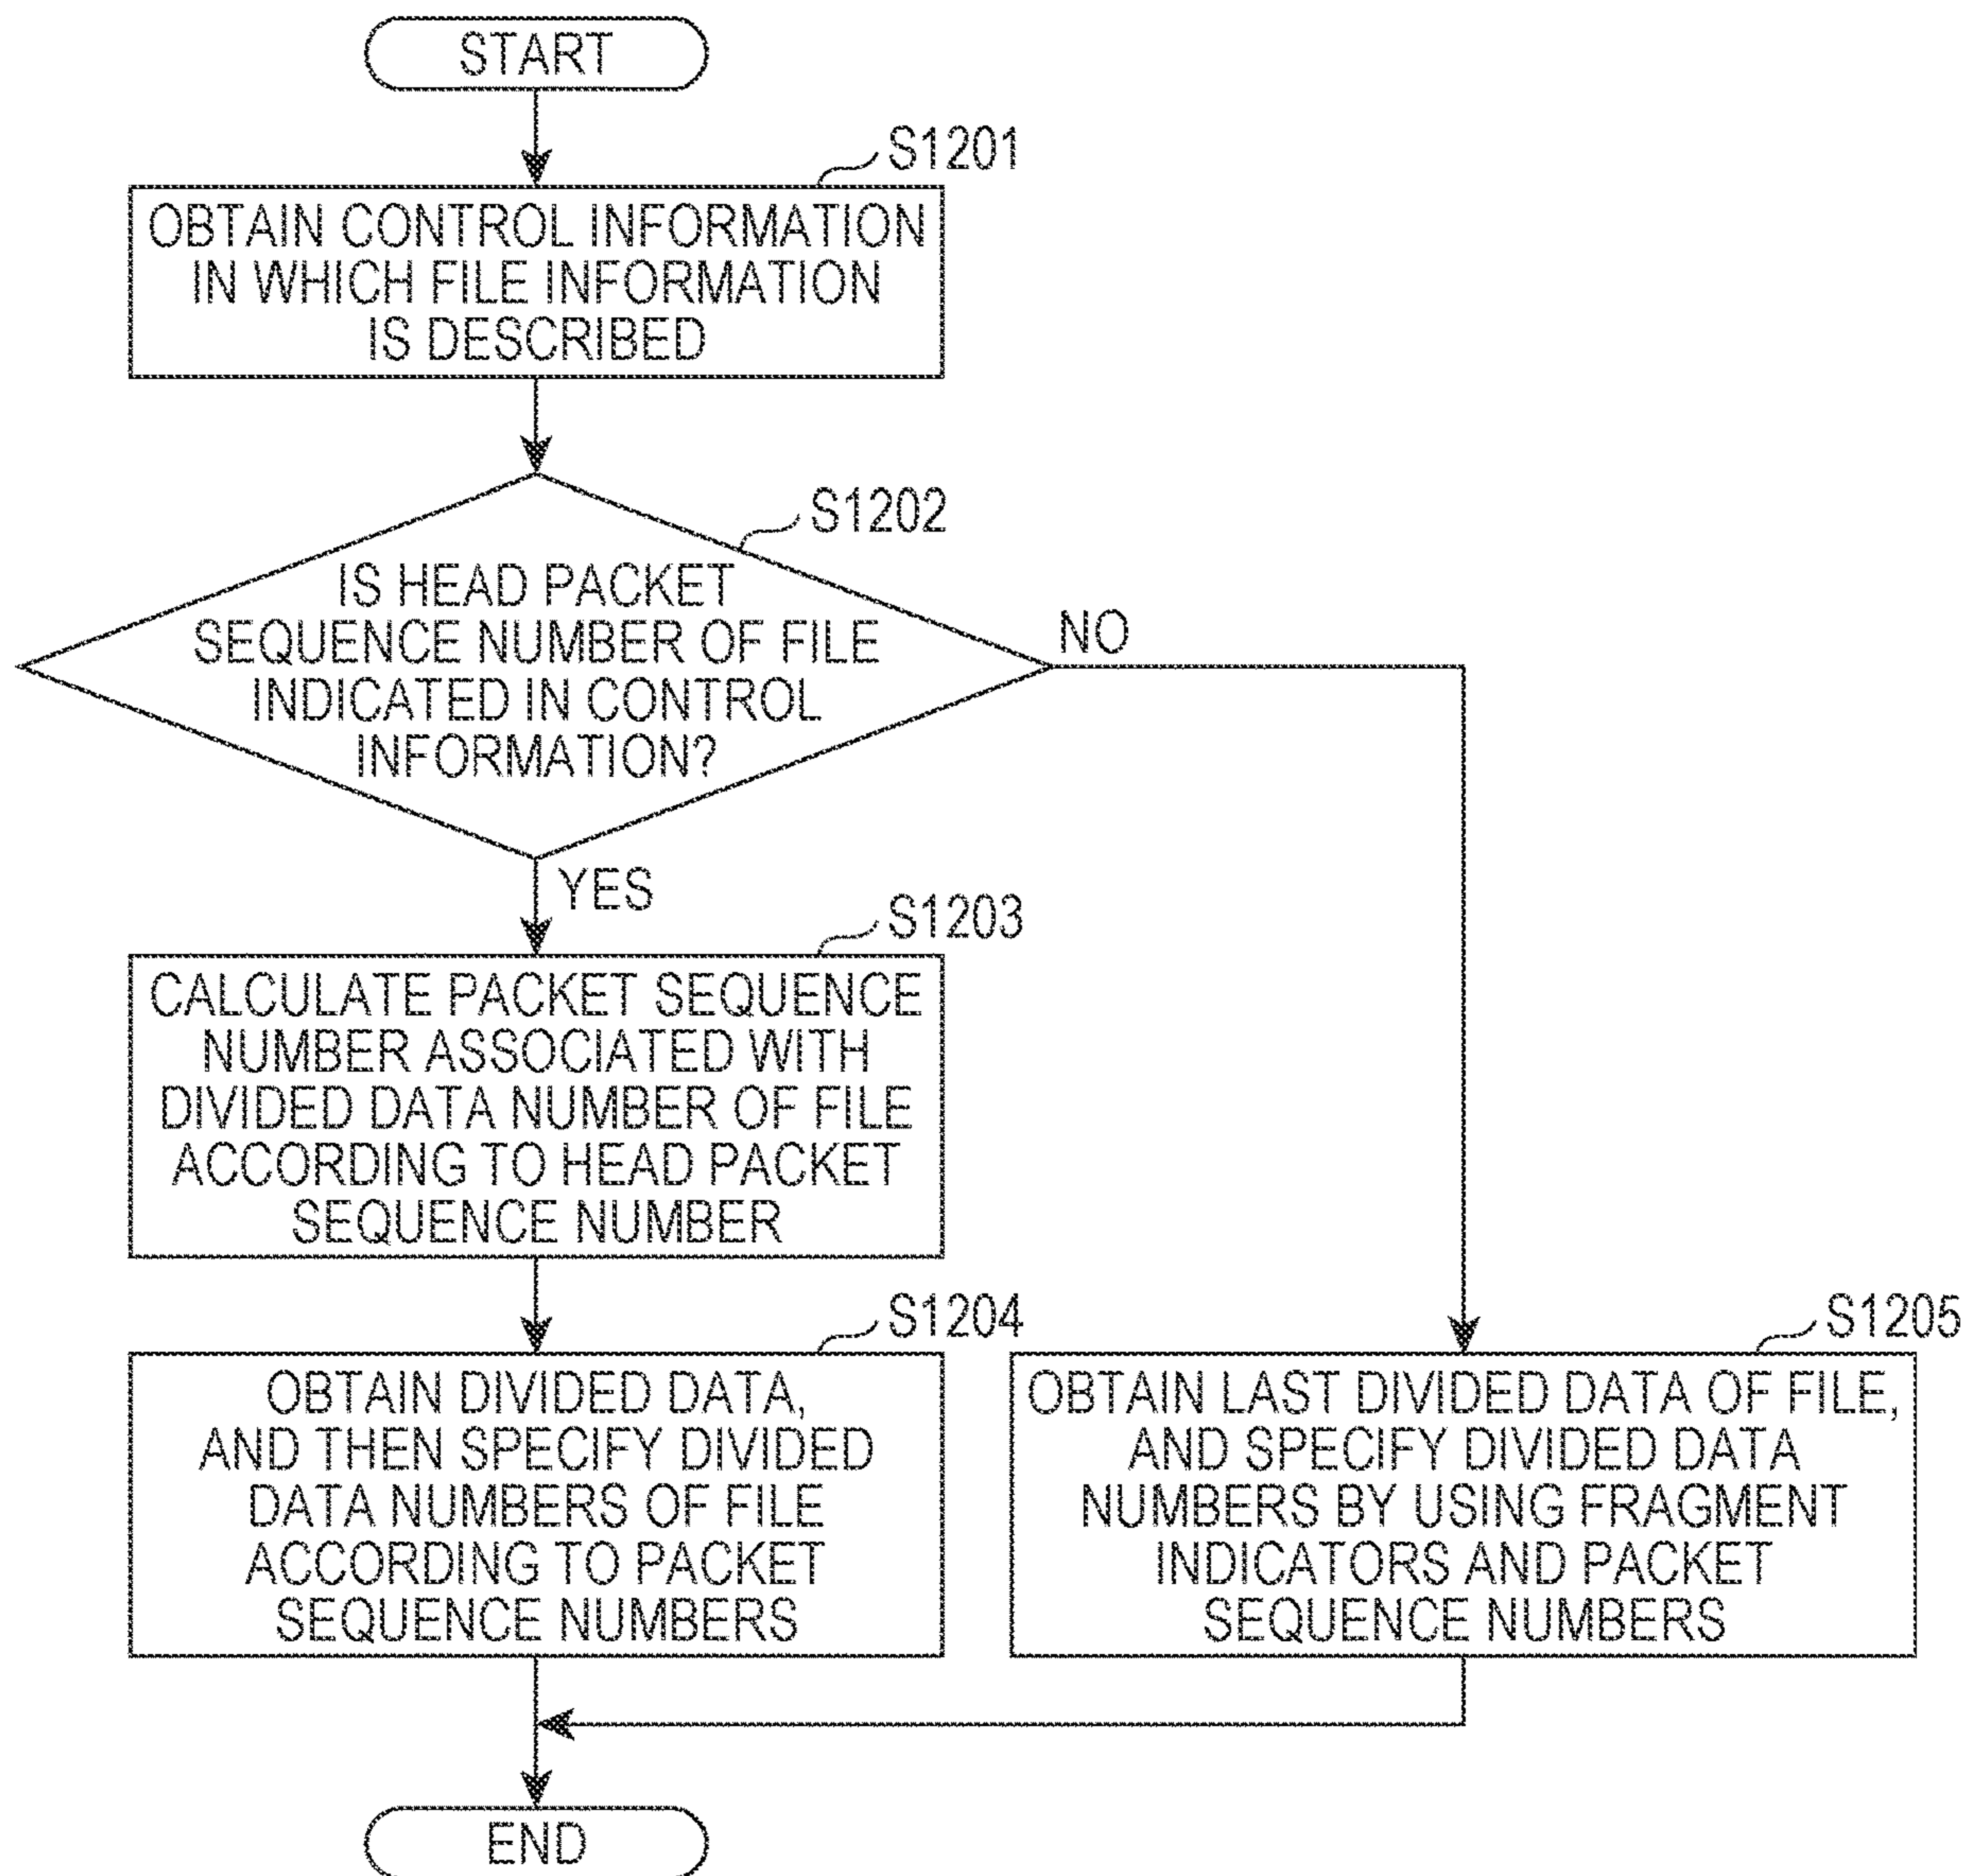 START
S1201
OBTAIN CONTROL INFORMATION
IN WHICH FILE INFORMATION
IS DESCRIBED
S1202
IS HEAD PACKET
SEQUENCE NUMBER OF FILE
INDICATED IN CONTROL
INFORMATION?
NO
YES
S1203
CALCULATE PACKET SEQUENCE
NUMBER ASSOCIATED WITH
DIVIDED DATA NUMBER OF FILE
ACCORDING TO HEAD PACKET
SEQUENCE NUMBER
S1204
OBTAIN DIVIDED DATA,
AND THEN SPECIFY DIVIDED
DATA NUMBERS OF FILE
ACCORDING TO PACKET
SEQUENCE NUMBERS
S1205
OBTAIN LAST DIVIDED DATA OF FILE,
AND SPECIFY DIVIDED DATA
NUMBERS BY USING FRAGMENT
INDICATORS AND PACKET
SEQUENCE NUMBERS
END